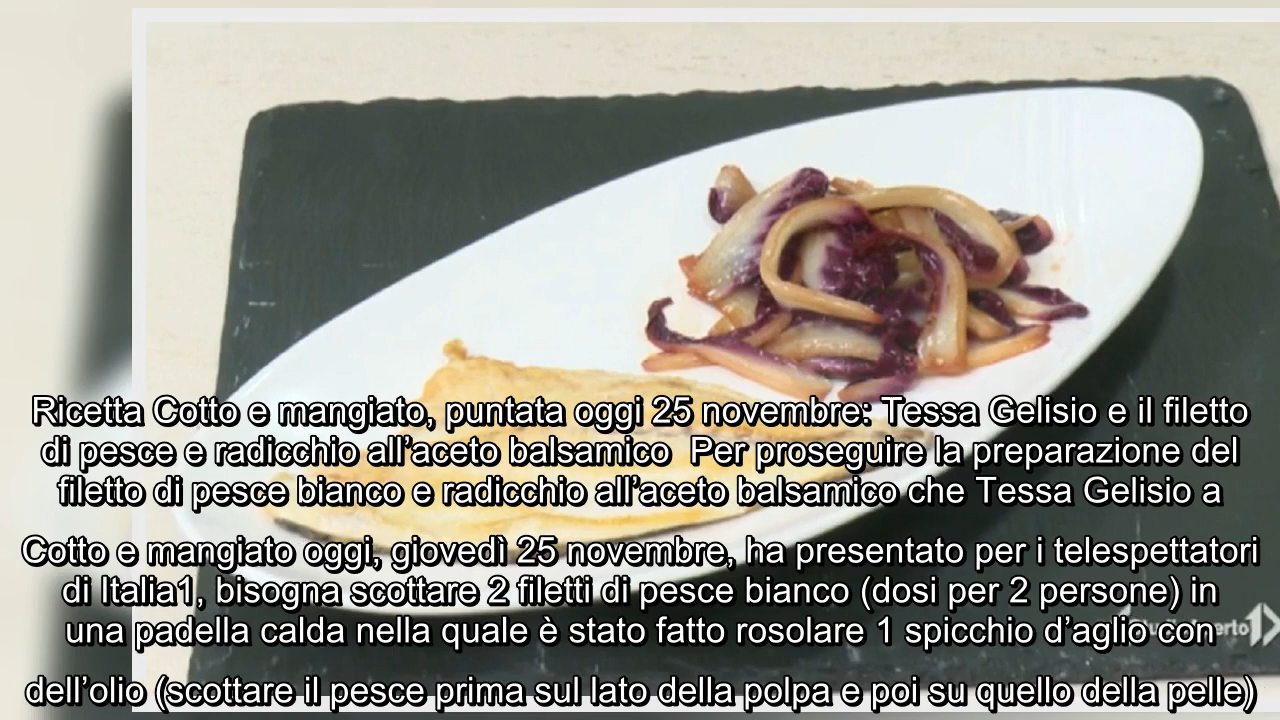 Ricetta Cotto e mangiato, puntata oggi 25 novembre: Tessa Gelisio e il filetto
di pesce e radicchio all’aceto balsamico  Per proseguire la preparazione del
filetto di pesce bianco e radicchio all’aceto balsamico che Tessa Gelisio a
Cotto e mangiato oggi, giovedì 25 novembre, ha presentato per i telespettatori
di Italia1, bisogna scottare 2 filetti di pesce bianco (dosi per 2 persone) in
una padella calda nella quale è stato fatto rosolare 1 spicchio d’aglio con
dell’olio (scottare il pesce prima sul lato della polpa e poi su quello della pelle)